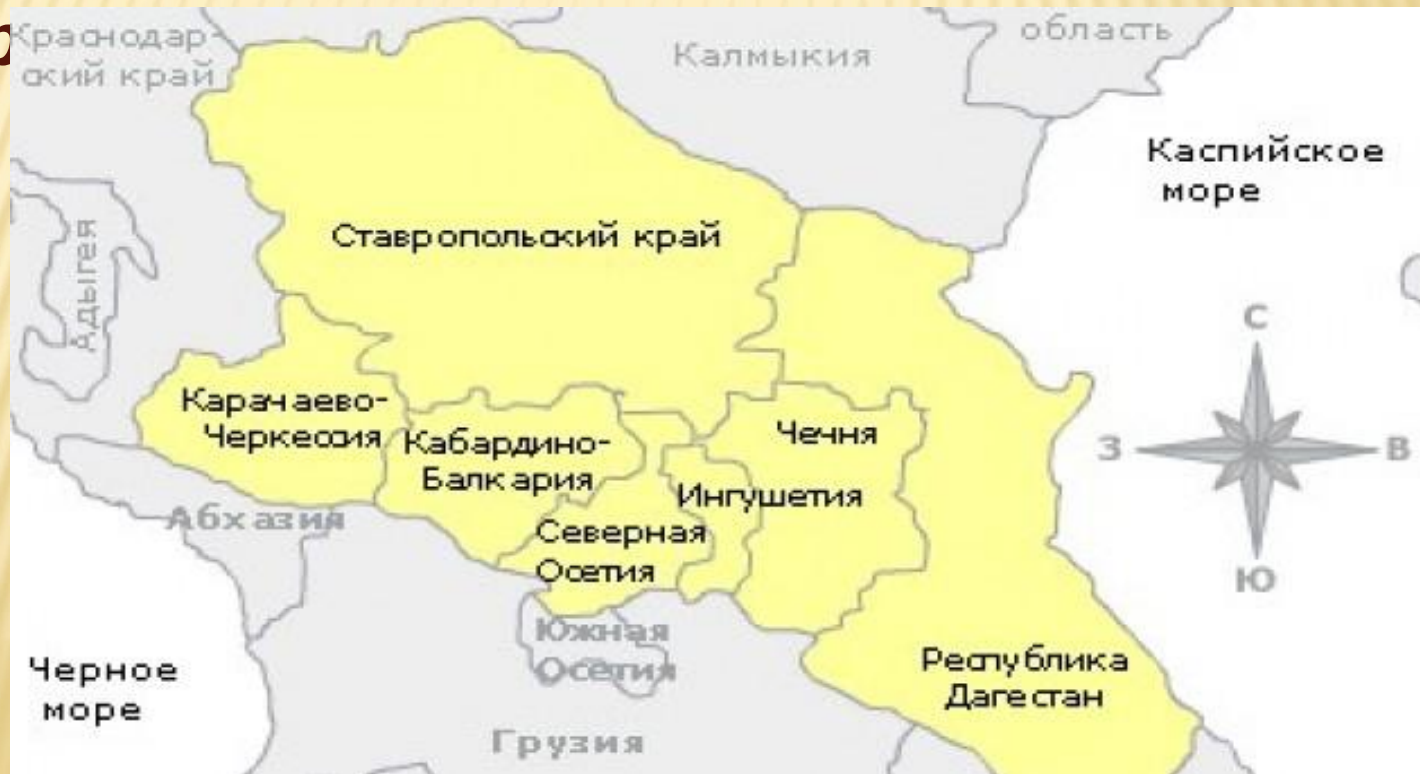 р
Краснодар-
ский край
Калмыкия
область
Каспийское
море
Адыгея
Ставропольский край
С
З
В
Ю
Карачаево-
Черкессия
Кабардино-
Балкария
Чечня
Ингушетия
Северная
Осетия
Абхазия
Южная
Осетия
Республика
Дагестан
Черное
море
Грузия